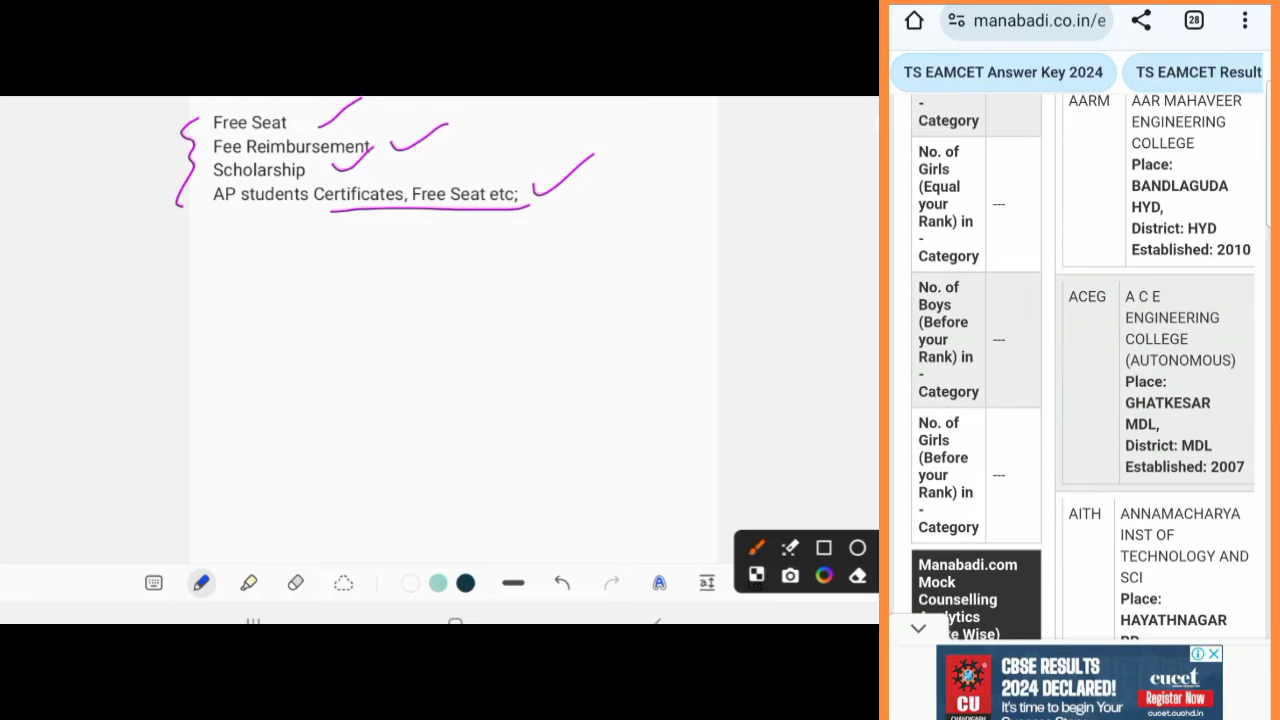 Free Seat
Fee Reimbursement
Scholarship
AP students Certificates, Free Seat etc;
manabadi.co.in/e
28
TS EAMCET Answer Key 2024
TS EAMCET Result
-
Category
No. of
Girls
(Equal
your
Rank) in
-
Category
---
No. of
Boys
(Before
your
Rank) in
-
Category
---
No. of
Girls
(Before
your
Rank) in
-
Category
---
Manabadi.com
Mock
Counselling
Wise)
AARM
AAR MAHAVEER
ENGINEERING
COLLEGE
Place:
BANDLAGUDA
HYD,
District: HYD
Established: 2010
ACEG
A C E
ENGINEERING
COLLEGE
(AUTONOMOUS)
Place:
GHATKESAR
MDL,
District: MDL
Established: 2007
AITH
ANNAMACHARYA
INST OF
TECHNOLOGY AND
SCI
Place:
HAYATHNAGAR
CU
CBSE RESULTS
2024 DECLARED!
It's time to begin Your
cucet
Register Now
cucet.cuchd.in